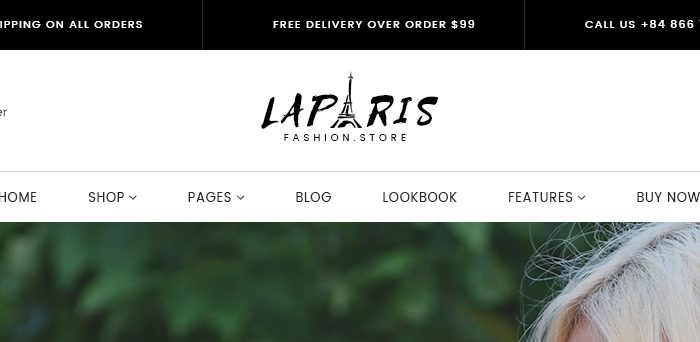 IPPING ON ALL ORDERS
FREE DELIVERY OVER ORDER $99
CALL US +84 866
er
LAPARIS
FASHION.STORE
HOME
SHOP
PAGES
BLOG
LOOKBOOK
FEATURES
BUY NOW